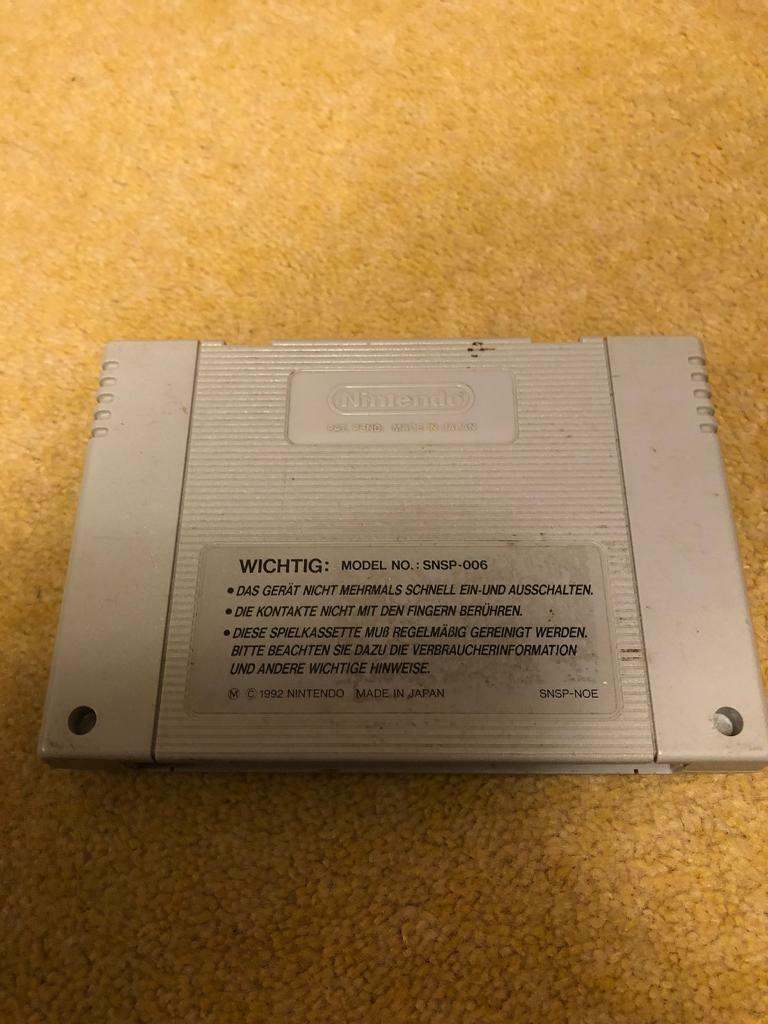 Nintendo
PAT. PEND. MADE IN JAPAN
WICHTIG: MODEL NO.: SNSP-006
• DAS GERÄT NICHT MEHRMALS SCHNELL EIN-UND AUSSCHALTEN.
• DIE KONTAKTE NICHT MIT DEN FINGERN BERÜHREN.
• DIESE SPIELKASSETTE MUß REGELMÄßIG GEREINIGT WERDEN.
BITTE BEACHTEN SIE DAZU DIE VERBRAUCHERINFORMATION
UND ANDERE WICHTIGE HINWEISE.
Ⓜ © 1992 NINTENDO MADE IN JAPAN SNSP-NOE